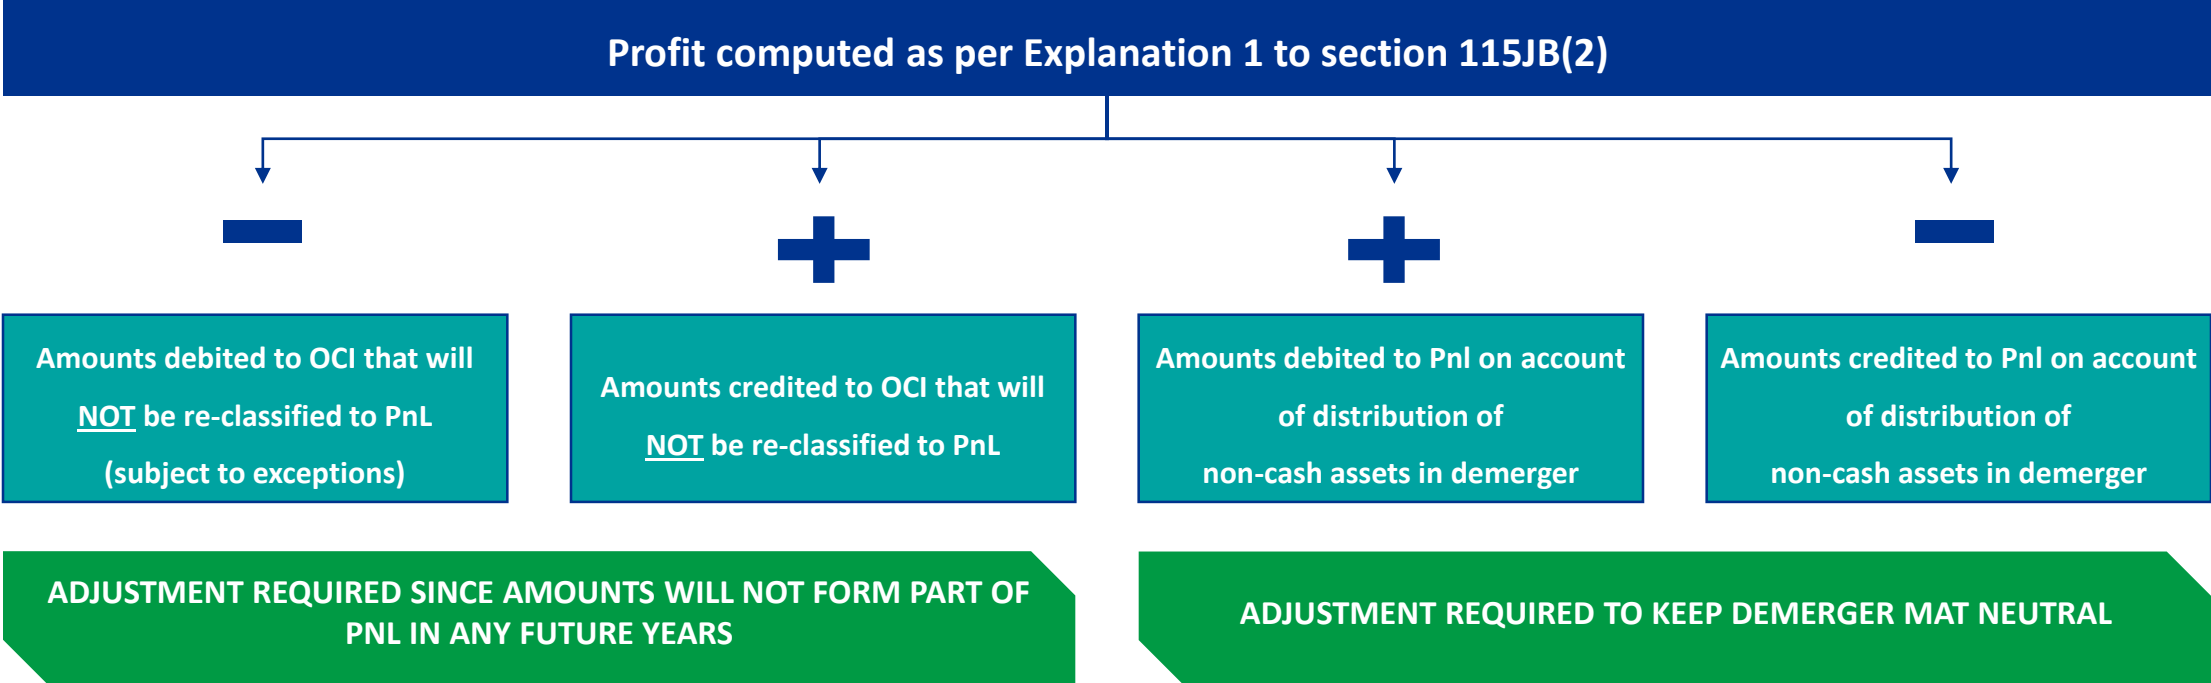 Profit computed as per Explanation 1 to section 115JB(2)
Amounts debited to OCI that will
NOT be re-classified to PnL
(subject to exceptions)
Amounts credited to OCI that will
NOT be re-classified to PnL
Amounts debited to Pnl on account
of distribution of
non-cash assets in demerger
Amounts credited to Pnl on account
of distribution of
non-cash assets in demerger
ADJUSTMENT REQUIRED SINCE AMOUNTS WILL NOT FORM PART OF
PNL IN ANY FUTURE YEARS
ADJUSTMENT REQUIRED TO KEEP DEMERGER MAT NEUTRAL